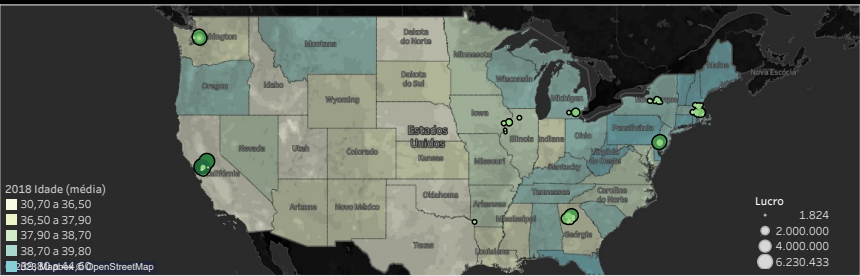 Dakota
do Norte
Montana
Minnesota
Maine
Nova Escócia
Oregon
Idaho
Dakota
do Sul
Wisconsin
Michigan
Wyoming
Iowa
Estados
Unidos
Nevada
Utah
Colorado
Kansas
Missouri
Illinois
Indiana
Ohio
Pensilvânia
Kentucky
Arizona
Novo México
Oklahoma
Arkansas
Tennessee
Carolina
do Norte
Texas
Mississippi
Geórgia
2018 Idade (média)
30,70 a 36,50
36,50 a 37,90
37,90 a 38,70
38,70 a 39,80
OpenStreetMap
Lucro
1.824
2.000.000
4.000.000
6.230.433